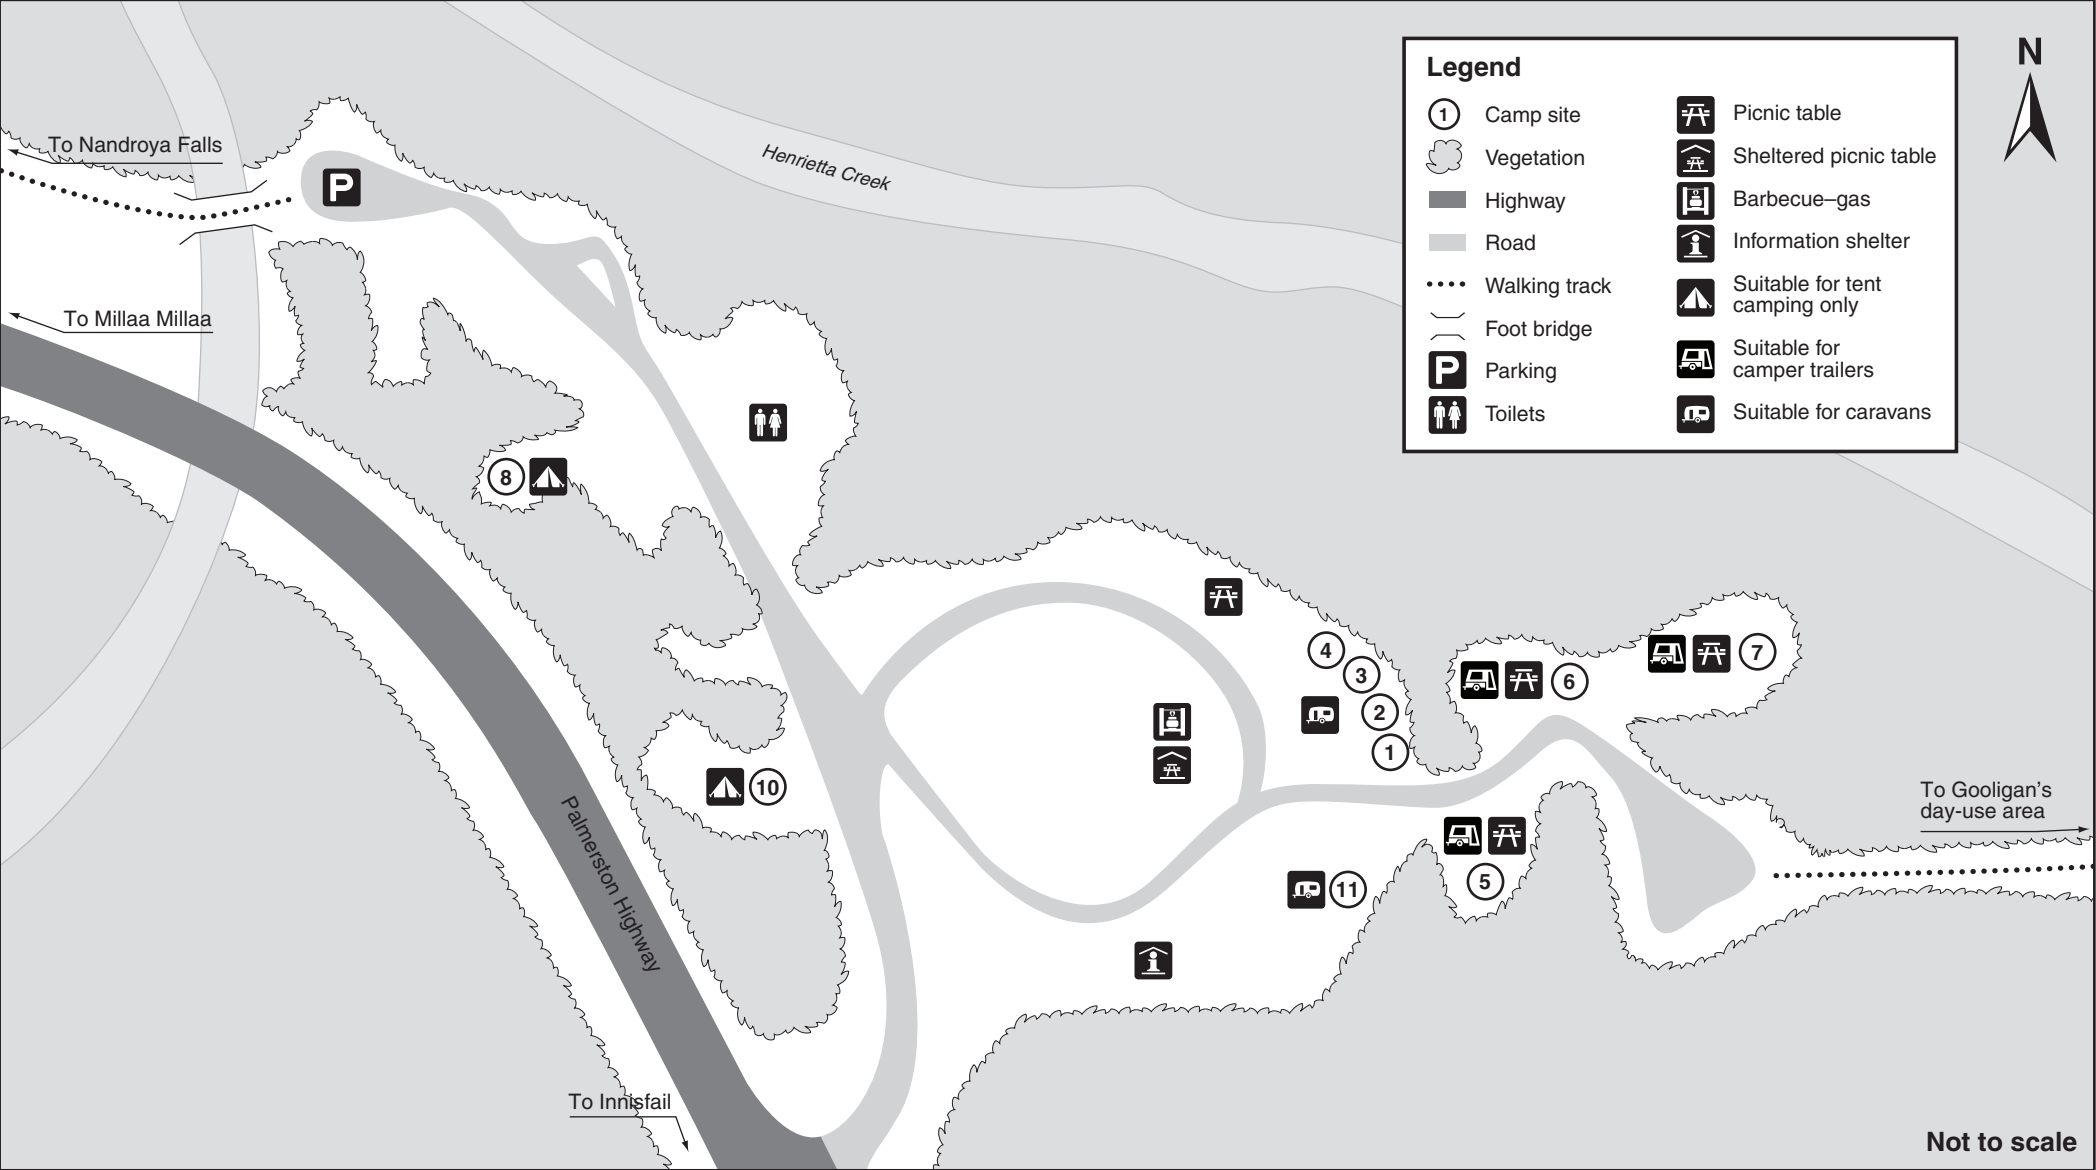 To Nandroya Falls
To Millaa Millaa
Henrietta Creek
P
8
10
Palmerston Highway
To Innisfail
4
3
2
1
6
7
5
11
To Gooligan’s
day-use area
Legend
1
Camp site
Vegetation
Highway
Road
Walking track
Foot bridge
P
Parking
Toilets
Picnic table
Sheltered picnic table
Barbecue–gas
Information shelter
Suitable for tent
camping only
Suitable for
camper trailers
Suitable for caravans
N
Not to scale